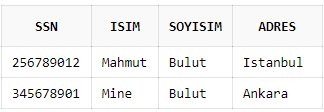 SSN ISIM SOYISIM ADRES
256789012 Mahmut Bulut Istanbul
345678901 Mine Bulut Ankara